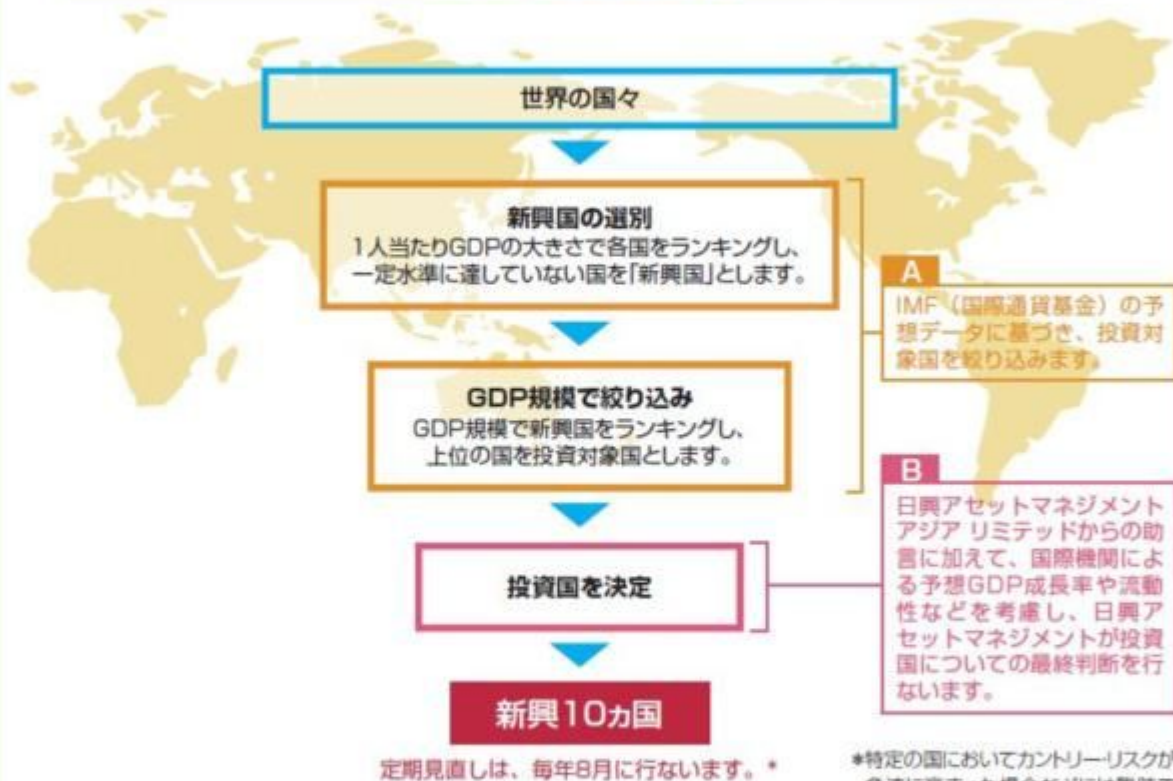 世界の国々
新興国の選別
1人当たりGDPの大きさで各国をランキングし、
一定水準に達していない国を「新興国」とします。
A
IMF（国際通貨基金）の予
想データに基づき、投資対
象国を絞り込みます。
GDP規模で絞り込み
GDP規模で新興国をランキングし、
上位の国を投資対象国とします。
B
日興アセットマネジメント
アジア リミテッドからの助
言に加えて、国際機関によ
る予想GDP成長率や流動
性などを考慮し、日興ア
セットマネジメントが投資
国についての最終判断を行
ないます。
投資国を決定
新興10ヵ国
定期見直しは、毎年8月に行ないます。*
*特定の国においてカントリーリスクが